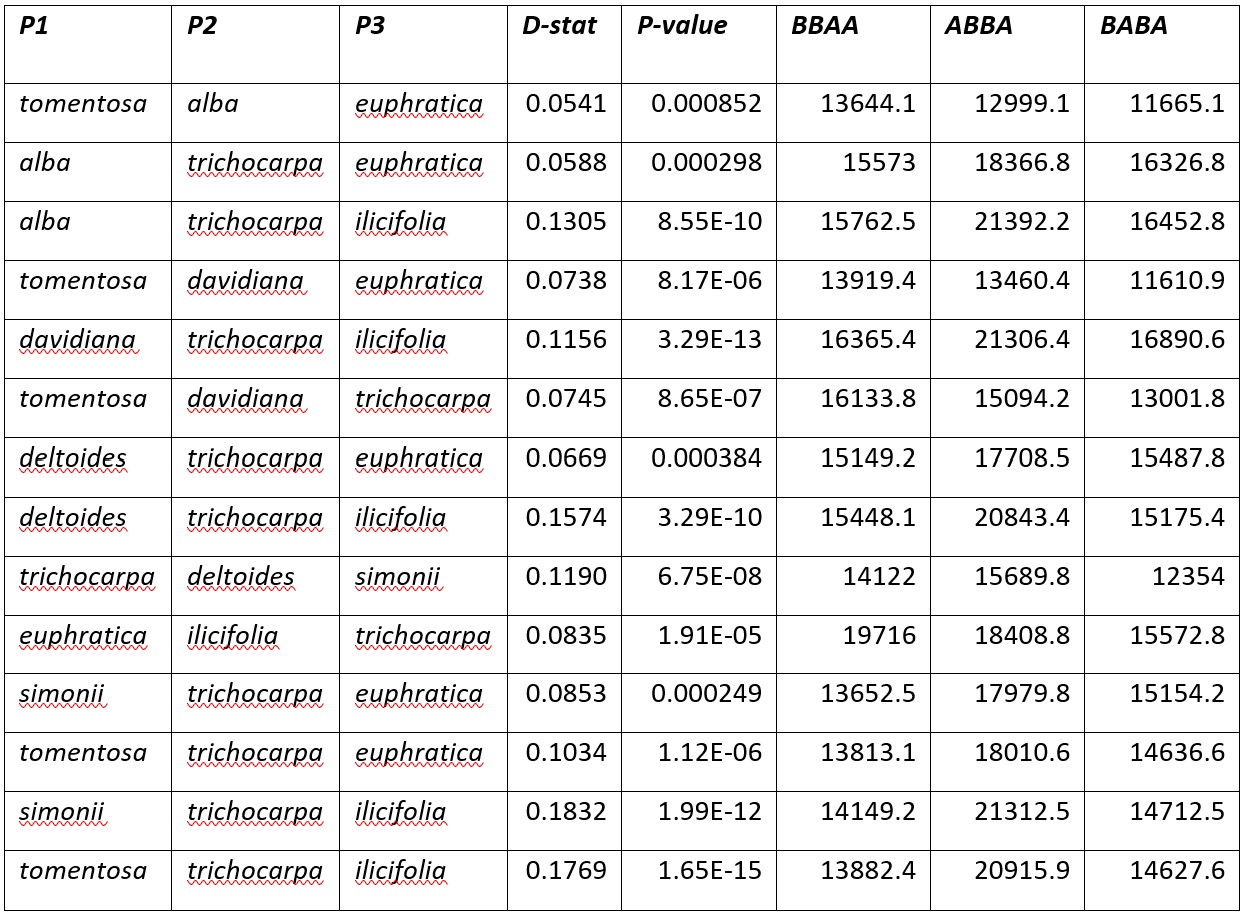 P1 P2 P3 D-stat P-value BBAA ABBA BABA
tomentosa alba euphratica 0.0541 0.000852 13644.1 12999.1 11665.1
alba trichocarpa euphratica 0.0588 0.000298 15573 18366.8 16326.8
alba trichocarpa ilicifolia 0.1305 8.55E-10 15762.5 21392.2 16452.8
tomentosa davidiana euphratica 0.0738 8.17E-06 13919.4 13460.4 11610.9
davidiana trichocarpa ilicifolia 0.1156 3.29E-13 16365.4 21306.4 16890.6
tomentosa davidiana trichocarpa 0.0745 8.65E-07 16133.8 15094.2 13001.8
deltoides trichocarpa euphratica 0.0669 0.000384 15149.2 17708.5 15487.8
deltoides trichocarpa ilicifolia 0.1574 3.29E-10 15448.1 20843.4 15175.4
trichocarpa deltoides simonii 0.1190 6.75E-08 14122 15689.8 12354
euphratica ilicifolia trichocarpa 0.0835 1.91E-05 19716 18408.8 15572.8
simonii trichocarpa euphratica 0.0853 0.000249 13652.5 17979.8 15154.2
tomentosa trichocarpa euphratica 0.1034 1.12E-06 13813.1 18010.6 14636.6
simonii trichocarpa ilicifolia 0.1832 1.99E-12 14149.2 21312.5 14712.5
tomentosa trichocarpa ilicifolia 0.1769 1.65E-15 13882.4 20915.9 14627.6